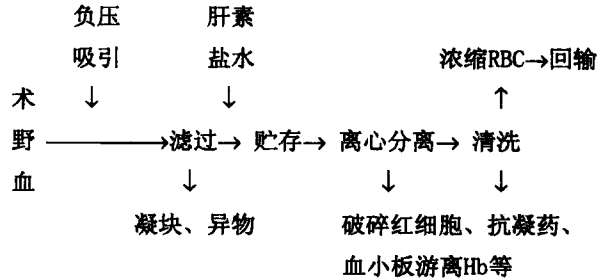 负压 肝素
吸引 盐水 浓缩RBC→回输
术 ↓ ↓ ↑
野 →滤过→ 贮存→ 离心分离→ 清洗
血 ↓ ↓ ↓
凝块、异物 破碎红细胞、抗凝药、
血小板游离Hb等